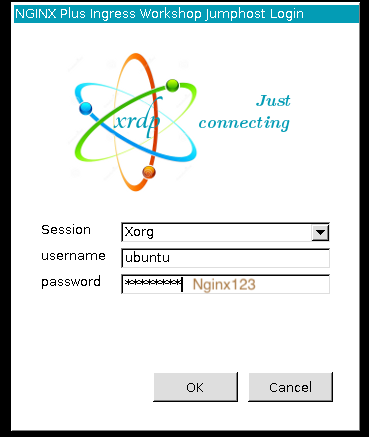 NGINX Plus Ingress Workshop Jumphost Login
xrdp
Just
connecting
Session Xorg
username ubuntu
password ******** Nginx123
OK Cancel